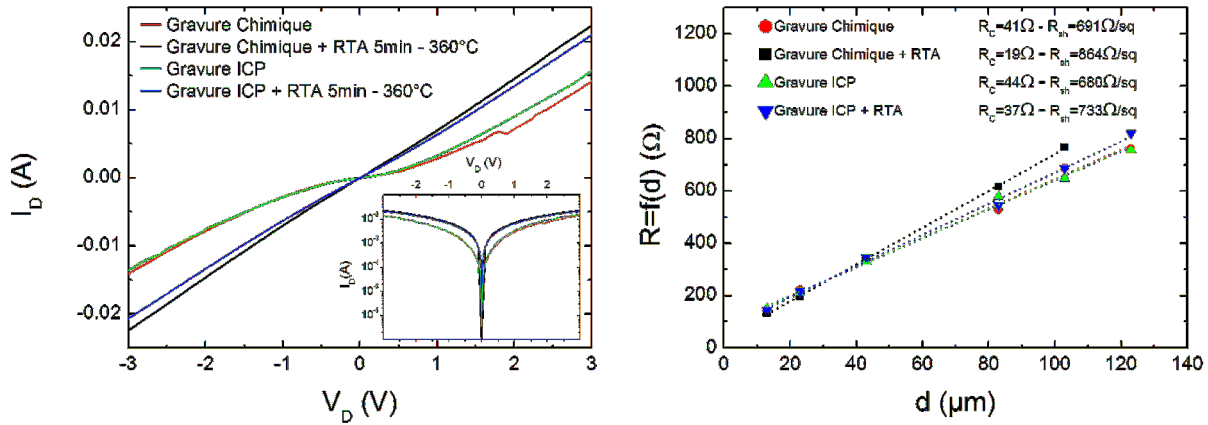 Gravure Chimique
Gravure Chimique + RTA 5min - 360°C
Gravure ICP
Gravure ICP + RTA 5min - 360°C
0.02
0.01
0.00
-0.01
-0.02
I_D (A)
-3 -2 -1 0 1 2 3
V_D (V)
V_D (V)
-2 0 2
I_D(A)
Gravure Chimique R_C=41Ω - R_sh=691Ω/sq
Gravure Chimique + RTA R_C=19Ω - R_sh=864Ω/sq
Gravure ICP R_C=44Ω - R_sh=680Ω/sq
Gravure ICP + RTA R_C=37Ω - R_sh=733Ω/sq
1200
1000
800
600
400
200
0
R=f(d) (Ω)
0 20 40 60 80 100 120 140
d (µm)